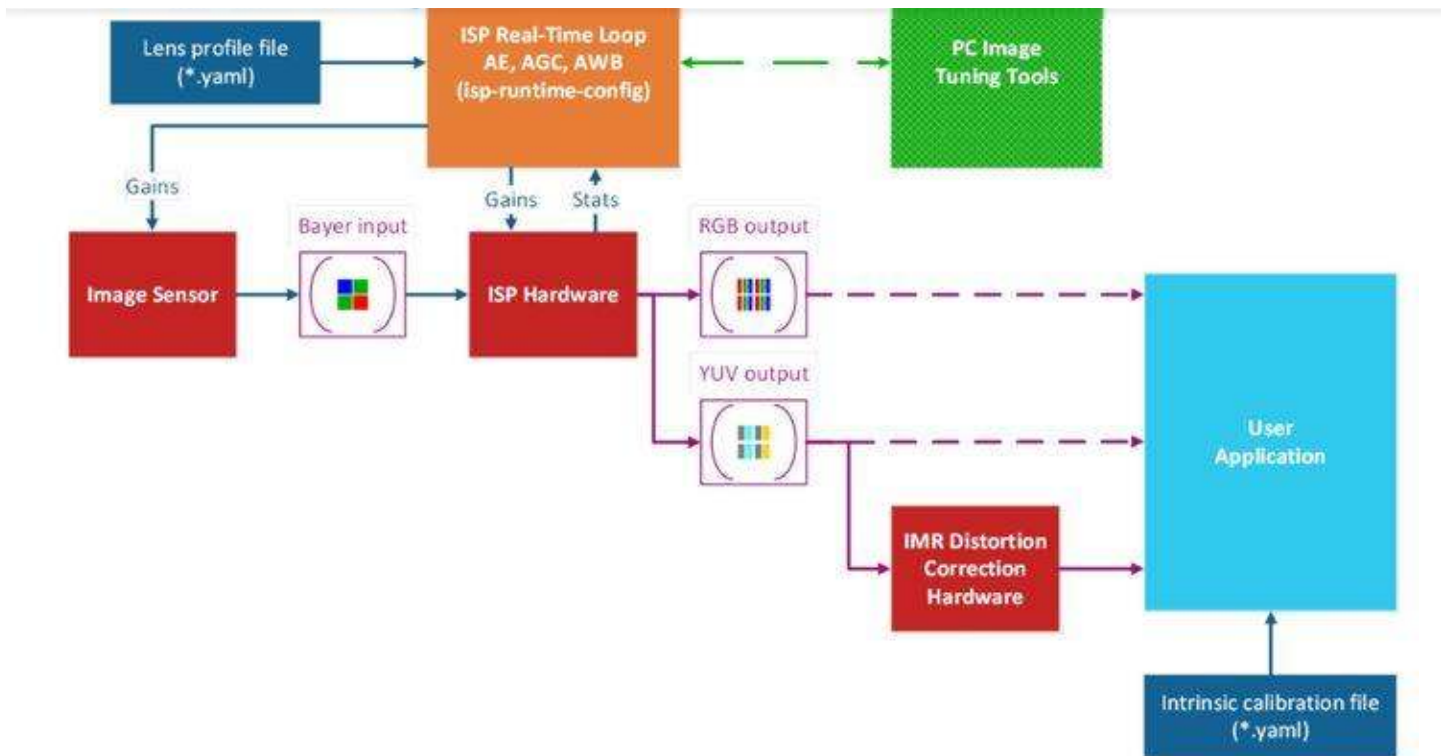 Lens profile file
(*.yaml)
ISP Real-Time Loop
AE, AGC, AWB
(isp-runtime-config)
PC Image
Tuning Tools
Gains
Gains
Stats
Bayer input
RGB output
Image Sensor
ISP Hardware
YUV output
User
Application
IMR Distortion
Correction
Hardware
Intrinsic calibration file
(*.yaml)